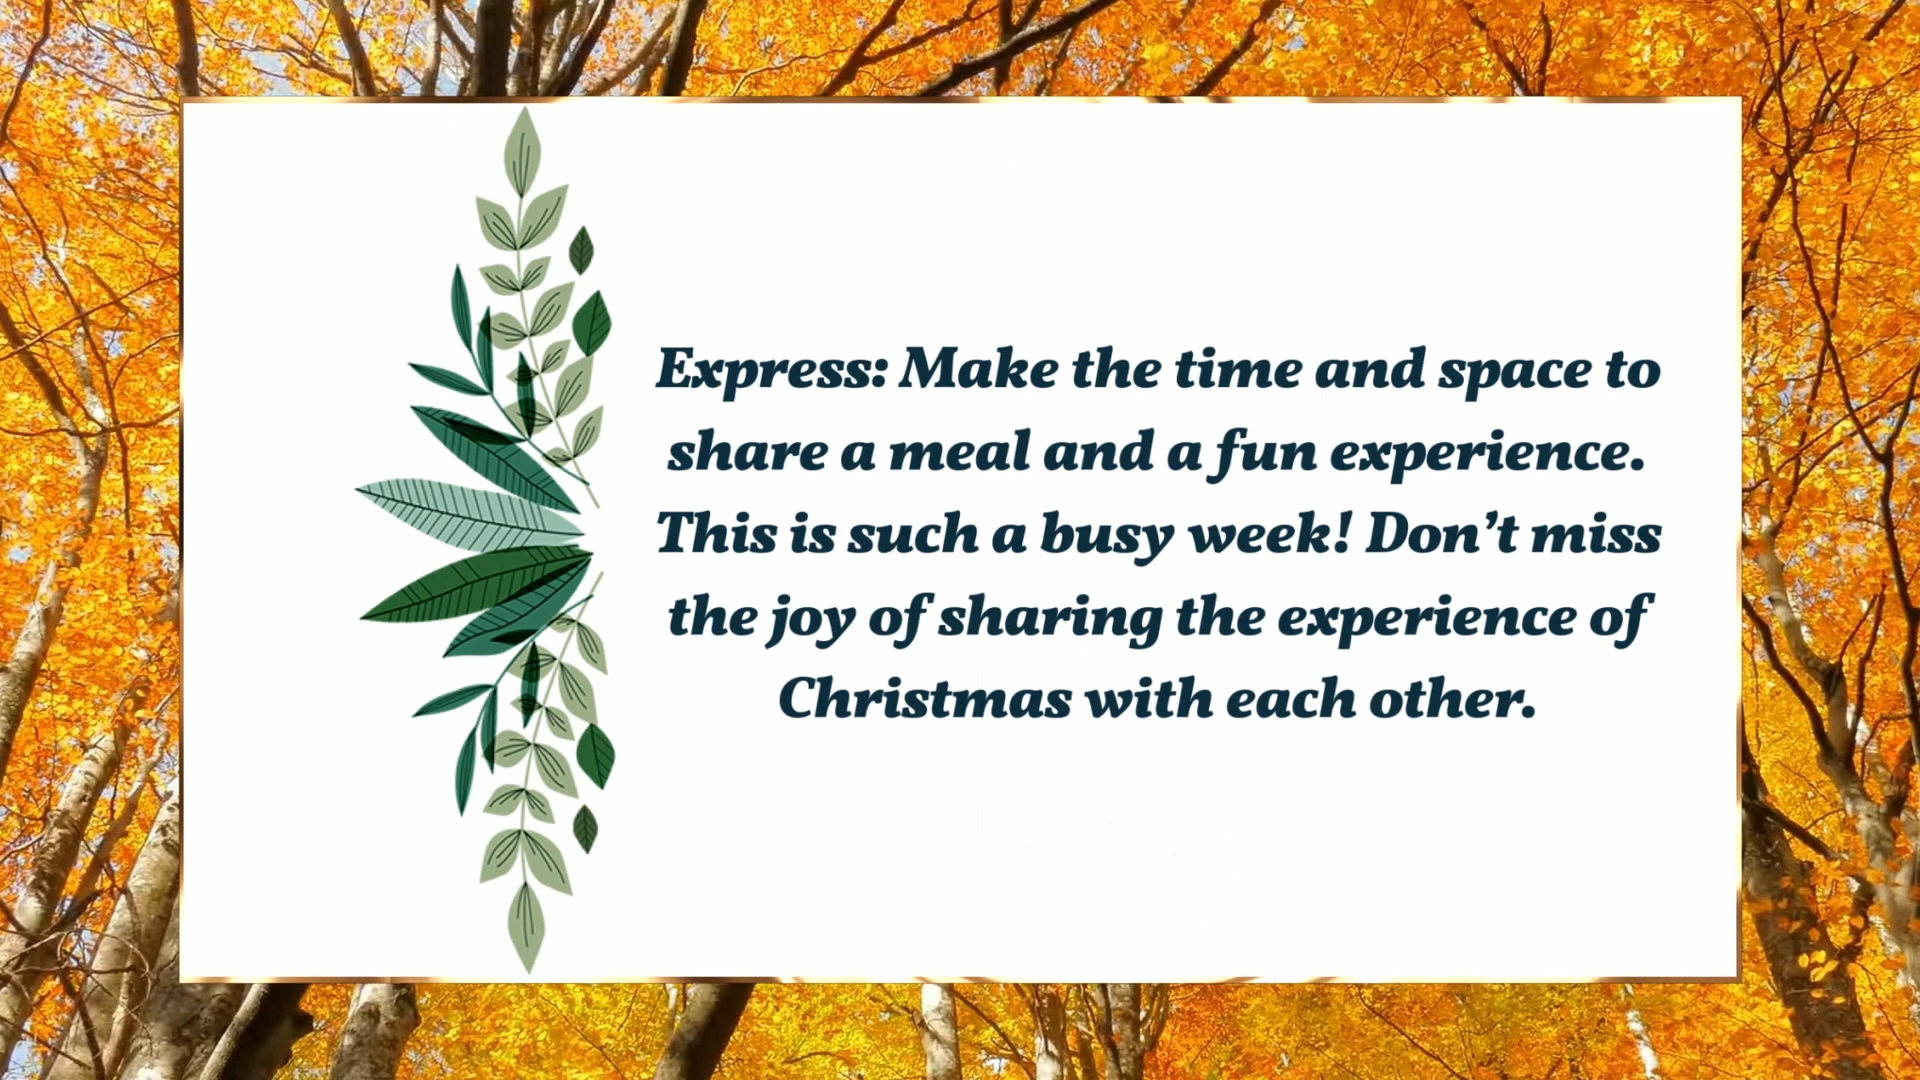 Express: Make the time and space to
share a meal and a fun experience.
This is such a busy week! Don’t miss
the joy of sharing the experience of
Christmas with each other.